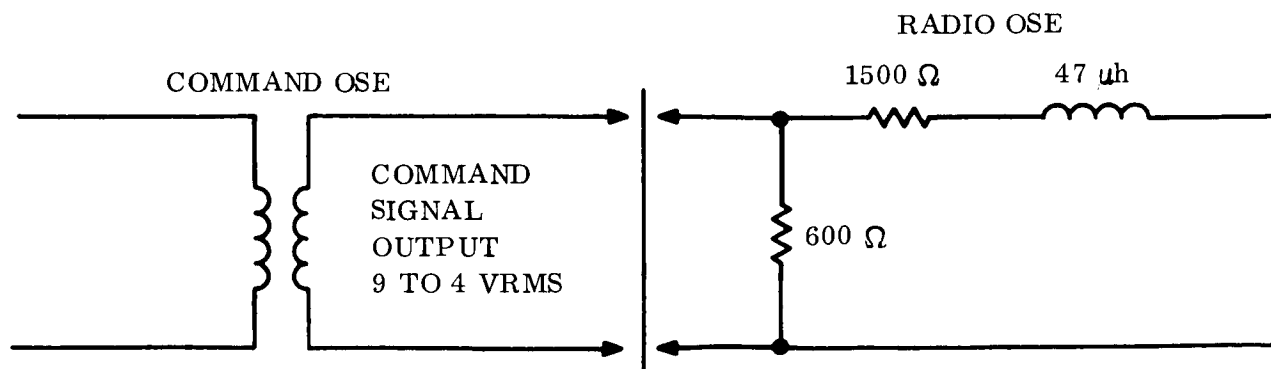 RADIO OSE
1500 Ω
47 µh
COMMAND OSE
COMMAND
SIGNAL
OUTPUT
9 TO 4 VRMS
600 Ω